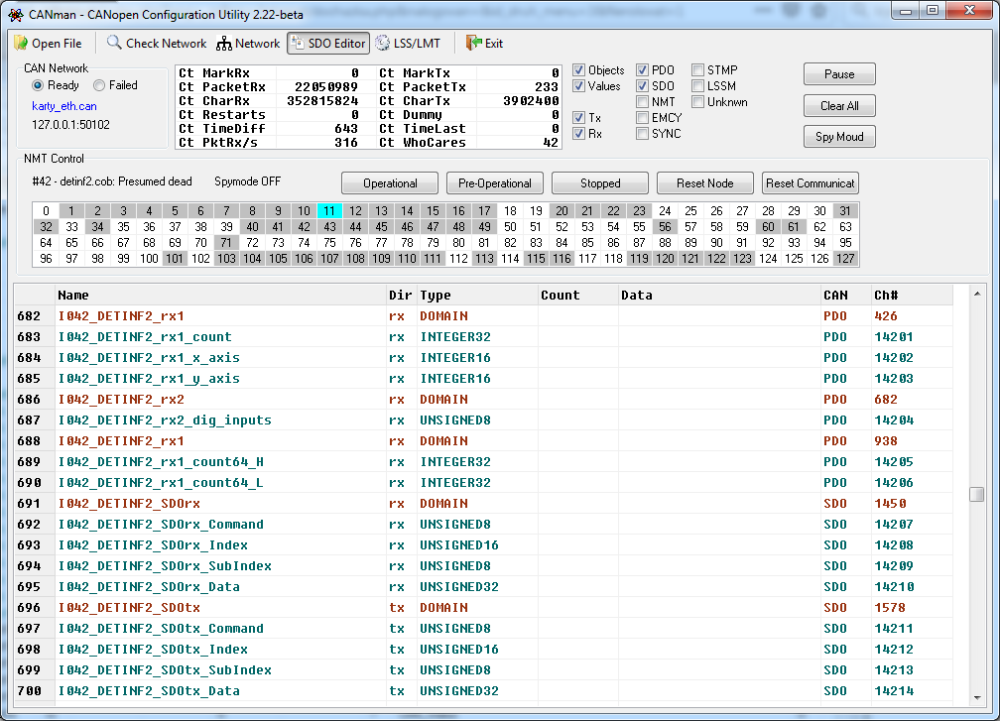 CANman - CANopen Configuration Utility 2.22-beta
Open File Check Network Network SDO Editor LSS/LMT Exit
CAN Network
Ready Failed
karty_eth.can
127.0.0.1:50102
Ct MarkRx 0 Ct MarkTx 0
Ct PacketRx 22050989 Ct PacketTx 233
Ct CharRx 352815824 Ct CharTx 3902400
Ct Restarts 0 Ct Dummy 0
Ct TimeDiff 643 Ct TimeLast 0
Ct PktRx/s 316 Ct WhoCares 42
Objects PDO STMP
Values SDO LSSM
NMT Unknwn
Tx EMCY
Rx SYNC
Pause
Clear All
Spy Moud
NMT Control
#42 - detinf2.cob: Presumed dead Spymode OFF
Operational Pre-Operational Stopped Reset Node Reset Communicat
0 1 2 3 4 5 6 7 8 9 10 11 12 13 14 15 16 17 18 19 20 21 22 23 24 25 26 27 28 29 30 31
32 33 34 35 36 37 38 39 40 41 42 43 44 45 46 47 48 49 50 51 52 53 54 55 56 57 58 59 60 61 62 63
64 65 66 67 68 69 70 71 72 73 74 75 76 77 78 79 80 81 82 83 84 85 86 87 88 89 90 91 92 93 94 95
96 97 98 99 100 101 102 103 104 105 106 107 108 109 110 111 112 113 114 115 116 117 118 119 120 121 122 123 124 125 126 127
Name Dir Type Count Data CAN Ch#
682 I042_DETINF2_rx1 rx DOMAIN PDO 426
683 I042_DETINF2_rx1_count rx INTEGER32 PDO 14201
684 I042_DETINF2_rx1_x_axis rx INTEGER16 PDO 14202
685 I042_DETINF2_rx1_y_axis rx INTEGER16 PDO 14203
686 I042_DETINF2_rx2 rx DOMAIN PDO 682
687 I042_DETINF2_rx2_dig_inputs rx UNSIGNED8 PDO 14204
688 I042_DETINF2_rx1 rx DOMAIN PDO 938
689 I042_DETINF2_rx1_count64_H rx INTEGER32 PDO 14205
690 I042_DETINF2_rx1_count64_L rx INTEGER32 PDO 14206
691 I042_DETINF2_SDOrx rx DOMAIN SDO 1450
692 I042_DETINF2_SDOrx_Command rx UNSIGNED8 SDO 14207
693 I042_DETINF2_SDOrx_Index rx UNSIGNED16 SDO 14208
694 I042_DETINF2_SDOrx_SubIndex rx UNSIGNED8 SDO 14209
695 I042_DETINF2_SDOrx_Data rx UNSIGNED32 SDO 14210
696 I042_DETINF2_SDOtx tx DOMAIN SDO 1578
697 I042_DETINF2_SDOtx_Command tx UNSIGNED8 SDO 14211
698 I042_DETINF2_SDOtx_Index tx UNSIGNED16 SDO 14212
699 I042_DETINF2_SDOtx_SubIndex tx UNSIGNED8 SDO 14213
700 I042_DETINF2_SDOtx_Data tx UNSIGNED32 SDO 14214